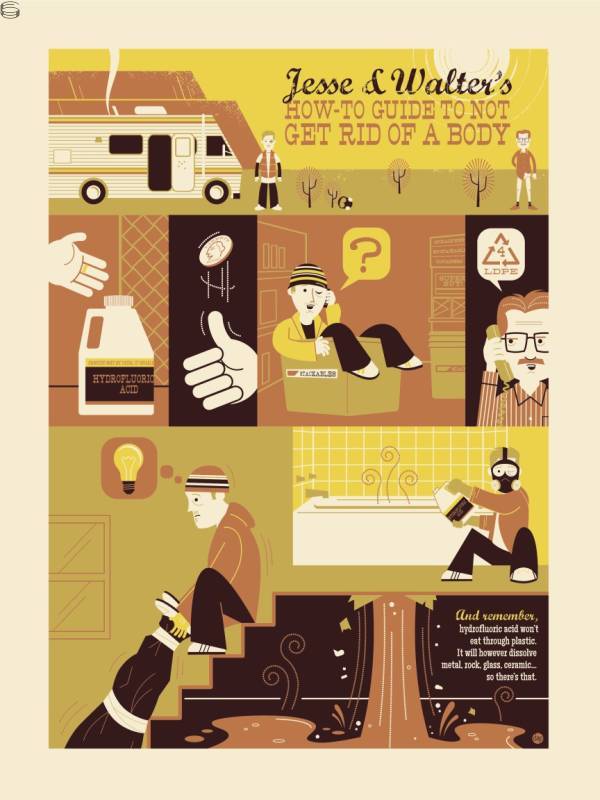 Jesse & Walter's
HOW-TO GUIDE TO NOT
GET RID OF A BODY
HYDROFLUORIC
ACID
?
STACKABLES
4
LDPE
And remember,
hydrofluoric acid won't
eat through plastic.
It will however dissolve
metal, rock, glass, ceramic...
so there's that.